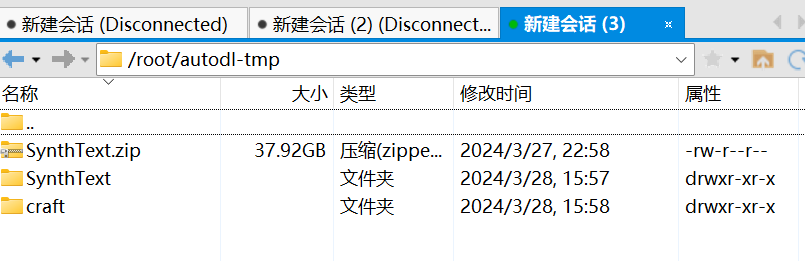 新建会话 (Disconnected) 新建会话 (2) (Disconnect... 新建会话 (3)
/root/autodl-tmp
名称 大小 类型 修改时间 属性
..
SynthText.zip 37.92GB 压缩(zippe... 2024/3/27, 22:58 -rw-r--r--
SynthText 文件夹 2024/3/28, 15:57 drwxr-xr-x
craft 文件夹 2024/3/28, 15:58 drwxr-xr-x